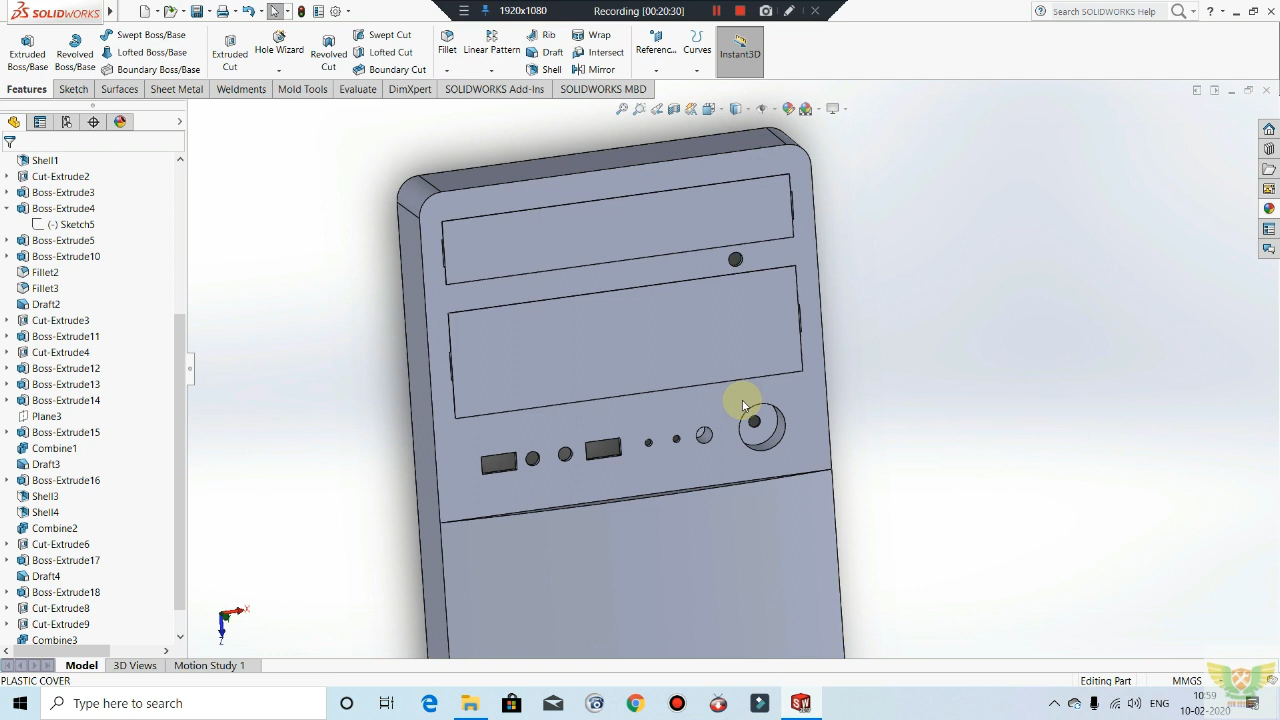 SOLIDWORKS
1920x1080
Recording [00:20:30]
Search SOLIDWORKS Help
Extruded Boss/Base
Revolved Boss/Base
Swept Boss/Base
Lofted Boss/Base
Boundary Boss/Base
Extruded Cut
Hole Wizard
Revolved Cut
Swept Cut
Lofted Cut
Boundary Cut
Fillet
Linear Pattern
Rib
Draft
Shell
Wrap
Intersect
Mirror
Referenc...
Curves
Instant3D
Features
Sketch
Surfaces
Sheet Metal
Weldments
Mold Tools
Evaluate
DimXpert
SOLIDWORKS Add-Ins
SOLIDWORKS MBD
Shell1
Cut-Extrude2
Boss-Extrude3
Boss-Extrude4
(-) Sketch5
Boss-Extrude5
Boss-Extrude10
Fillet2
Fillet3
Draft2
Cut-Extrude3
Boss-Extrude11
Cut-Extrude4
Boss-Extrude12
Boss-Extrude13
Boss-Extrude14
Plane3
Boss-Extrude15
Combine1
Draft3
Boss-Extrude16
Shell3
Shell4
Combine2
Cut-Extrude6
Boss-Extrude17
Draft4
Boss-Extrude18
Cut-Extrude8
Cut-Extrude9
Combine3
X
Z
Model
3D Views
Motion Study 1
PLASTIC COVER
Editing Part
MMGS
Type here to search
ENG
10:59
10-02-2020